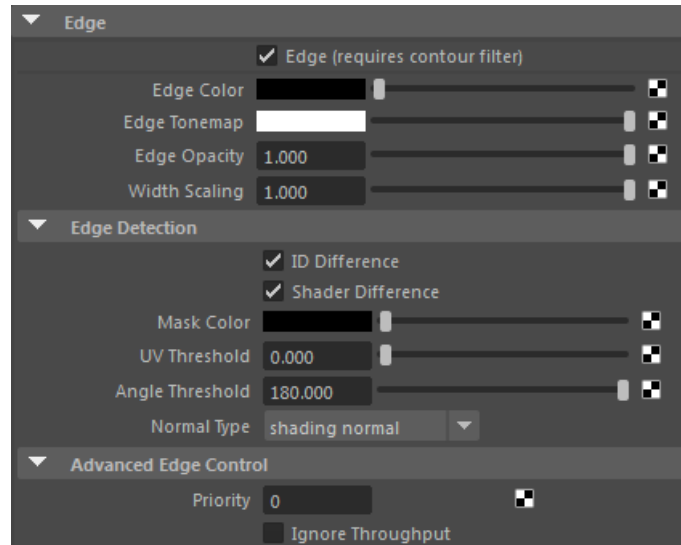 Edge
Edge (requires contour filter)
Edge Color
Edge Tonemap
Edge Opacity 1.000
Width Scaling 1.000
Edge Detection
ID Difference
Shader Difference
Mask Color
UV Threshold 0.000
Angle Threshold 180.000
Normal Type shading normal
Advanced Edge Control
Priority 0
Ignore Throughput